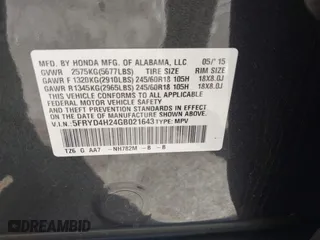 MFD. BY HONDA MFG. OF ALABAMA, LLC 05/ 15
GVWR 2575KG(5677LBS) TIRE SIZE RIM SIZE
GAWR F 1320KG(2910LBS) 245/60R18 105H 18X8.0J
GAWR R1345KG(2965LBS) 245/60R18 105H 18X8.0J
THIS VEHICLE CONFORMS TO ALL APPLICABLE FEDERAL MOTOR VEHICLE SAFETY AND THEFT PREVENTION STANDARDS IN EFFECT ON THE DATE OF MANUFACTURE SHOWN ABOVE.
V.I.N.: 5FRYD4H24GB021643 TYPE: MPV
TZ6 G AA7 -NH782M -B -B
DREAMBID
dreambid.com